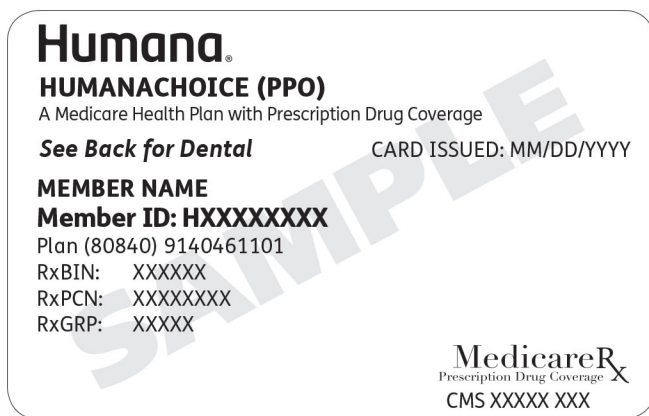 Humana®
HUMANACHOICE (PPO)
A Medicare Health Plan with Prescription Drug Coverage
See Back for Dental CARD ISSUED: MM/DD/YYYY
MEMBER NAME
Member ID: HXXXXXXXX
Plan (80840) 9140461101
RxBIN: XXXXXX
RxPCN: XXXXXXXX
RxGRP: XXXXX
SAMPLE
MedicareRx
Prescription Drug Coverage
CMS XXXXX XXX